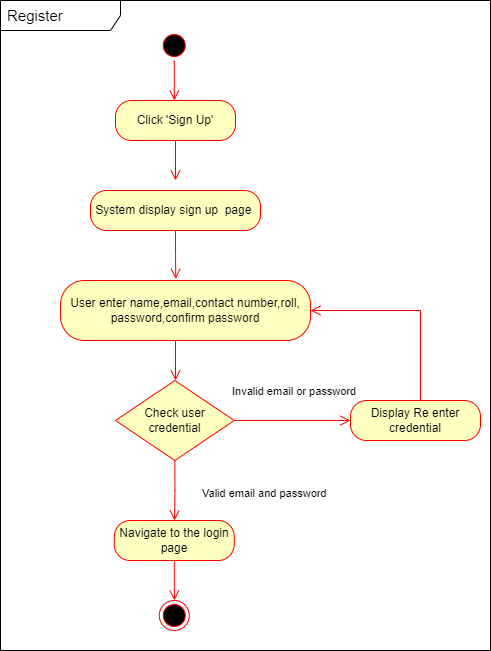 Register
Click 'Sign Up'
System display sign up page
User enter name,email,contact number,roll,
password,confirm password
Invalid email or password
Check user
credential
Display Re enter
credential
Valid email and password
Navigate to the login
page